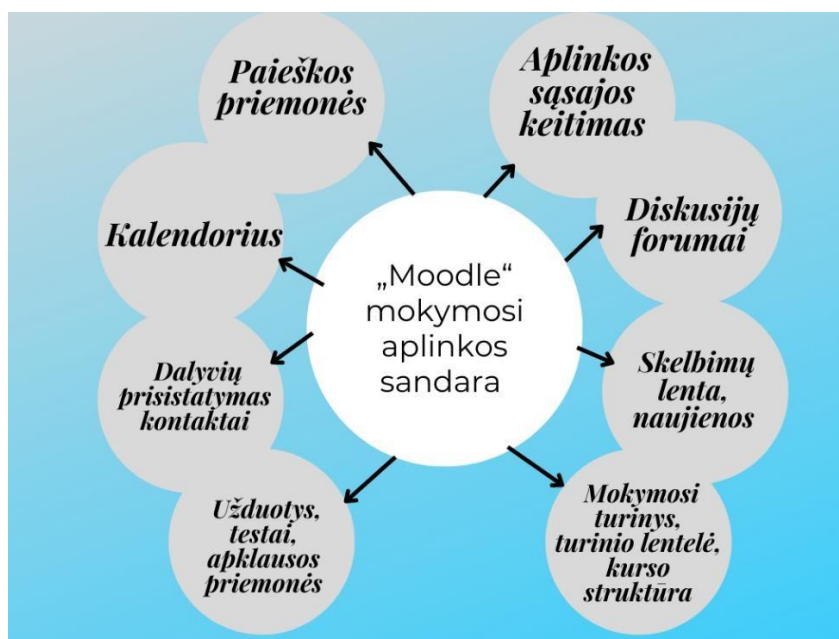 Paieškos
priemonės
Aplinkos
sąsajos
keitimas
Kalendorius
Diskusijų
forumai
„Moodle“
mokymosi
aplinkos
sandara
Dalyvių
prisistatymas
kontaktai
Skelbimų
lenta,
naujienos
Užduotys,
testai,
apklausos
priemonės
Mokymosi
turinys,
turinio lentelė,
kurso
struktūra